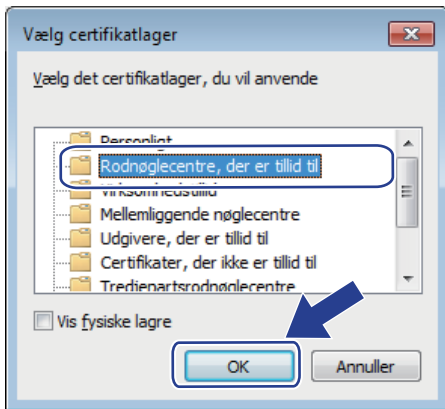 Vælg certifikatlager
Vælg det certifikatlager, du vil anvende
Personligt
Rodnøglecentre, der er tillid til
Virksomhedstillid
Mellemliggende nøglecentre
Udgivere, der er tillid til
Certifikater, der ikke er tillid til
Tredjepartsrodnøglecentre
Vis fysiske lagre
OK
Annuller